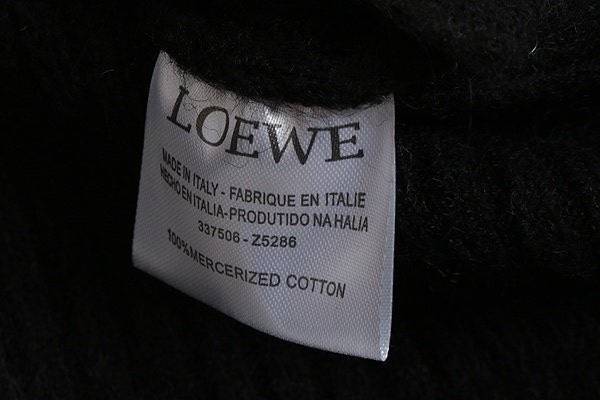 LOEWE
MADE IN ITALY - FABRIQUE EN ITALIE
HECHO EN ITALIA-PRODUTIDO NA HALIA
337506-Z5286
100%MERCERIZED COTTON